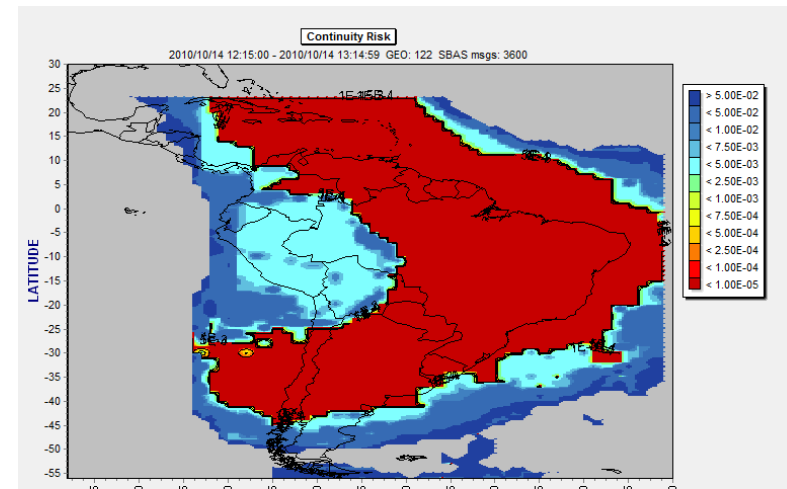 Continuity Risk
2010/10/14 12:15:00 - 2010/10/14 13:14:59 GEO: 122 SBAS msgs: 3600
30
25
20
15
10
5
0
-5
-10
-15
-20
-25
-30
-35
-40
-45
-50
-55
LATITUDE
> 5.00E-02
< 5.00E-02
< 1.00E-02
< 7.50E-03
< 5.00E-03
< 2.50E-03
< 1.00E-03
< 7.50E-04
< 5.00E-04
< 2.50E-04
< 1.00E-04
< 1.00E-05
5E-3